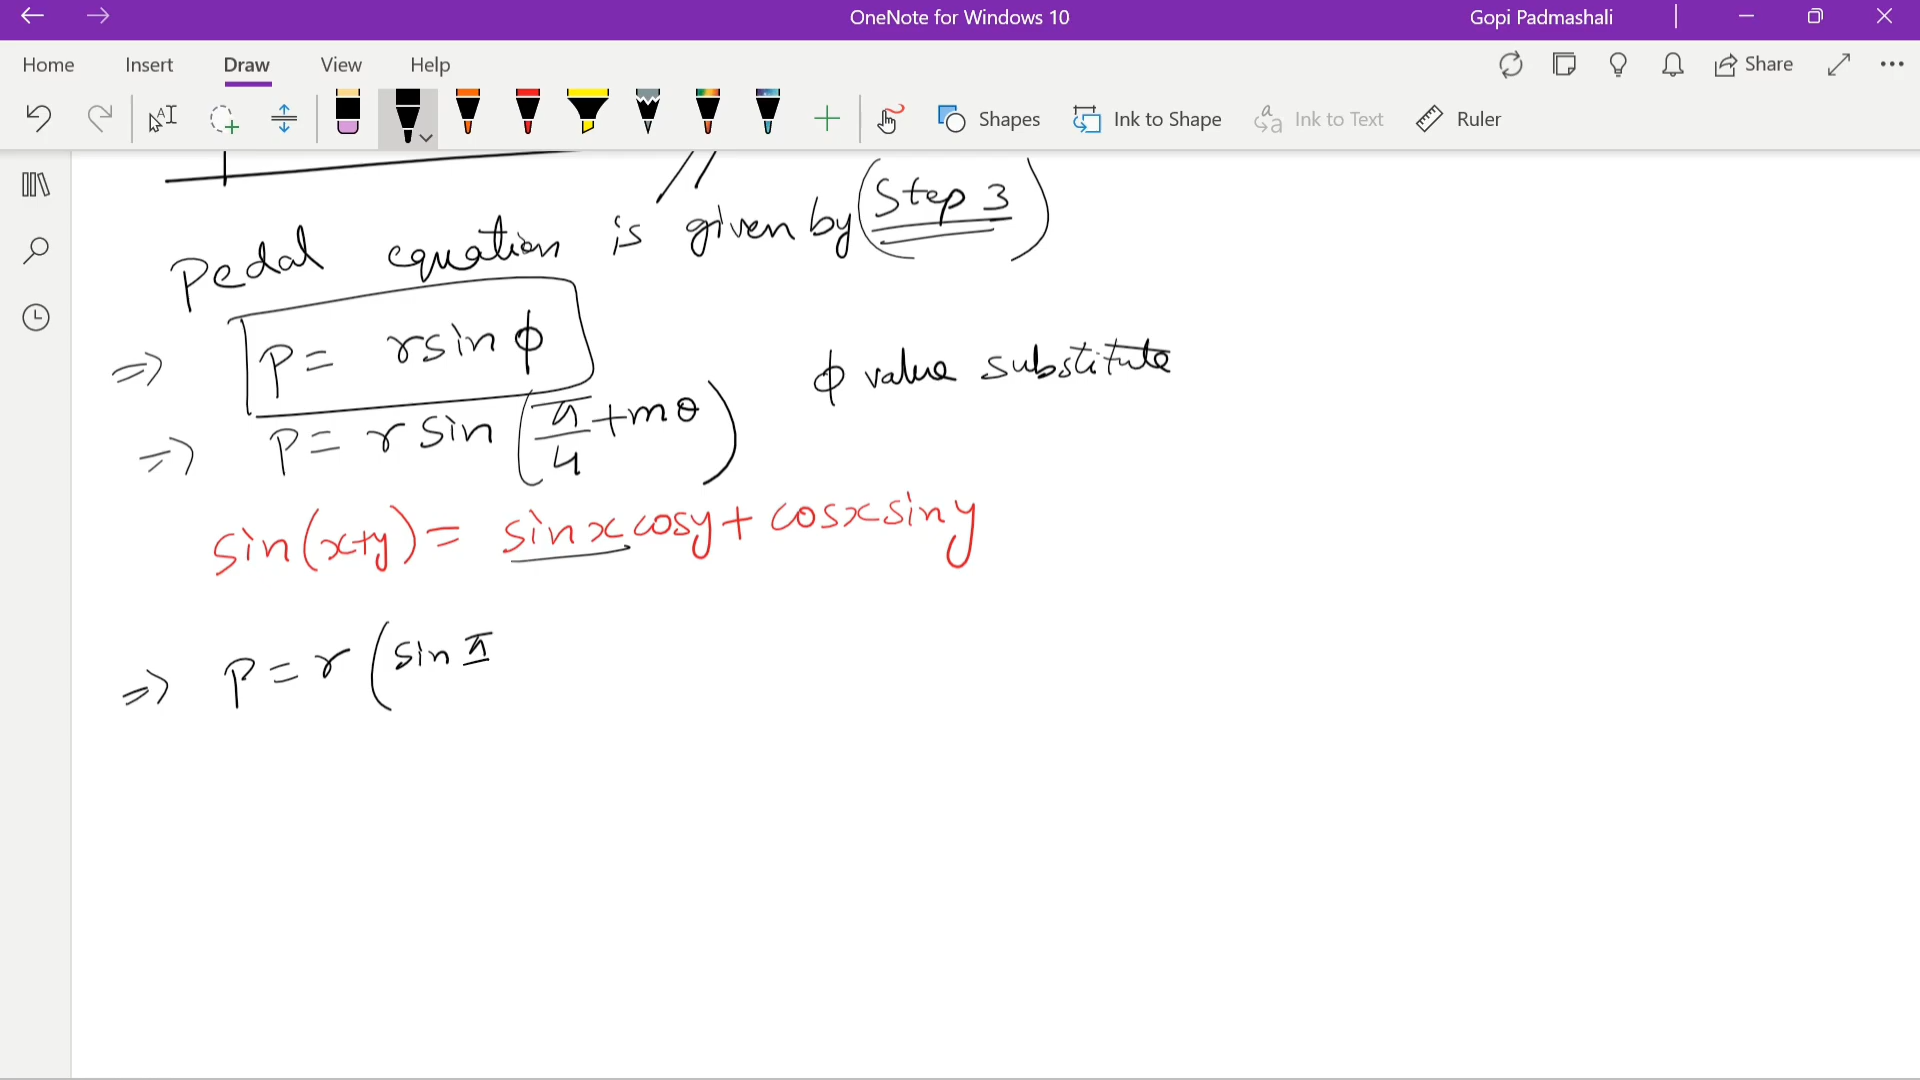 OneNote for Windows 10
Gopi Padmashali
Home Insert Draw View Help
Share
Shapes Ink to Shape Ink to Text Ruler
Pedal equation is given by (Step 3)
⇒ P = r sin ϕ
ϕ value substitute
⇒ P = r sin (π/4 + mθ)
sin(x+y) = sinx cosy + cosx siny
⇒ P = r (sin π